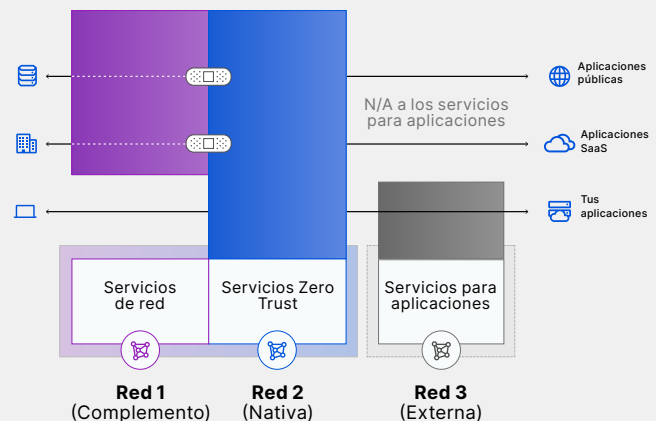 Aplicaciones
públicas
N/A a los servicios
para aplicaciones
Aplicaciones
SaaS
Tus
aplicaciones
Servicios
de red
Servicios Zero
Trust
Servicios para
aplicaciones
Red 1
(Complemento)
Red 2
(Nativa)
Red 3
(Externa)